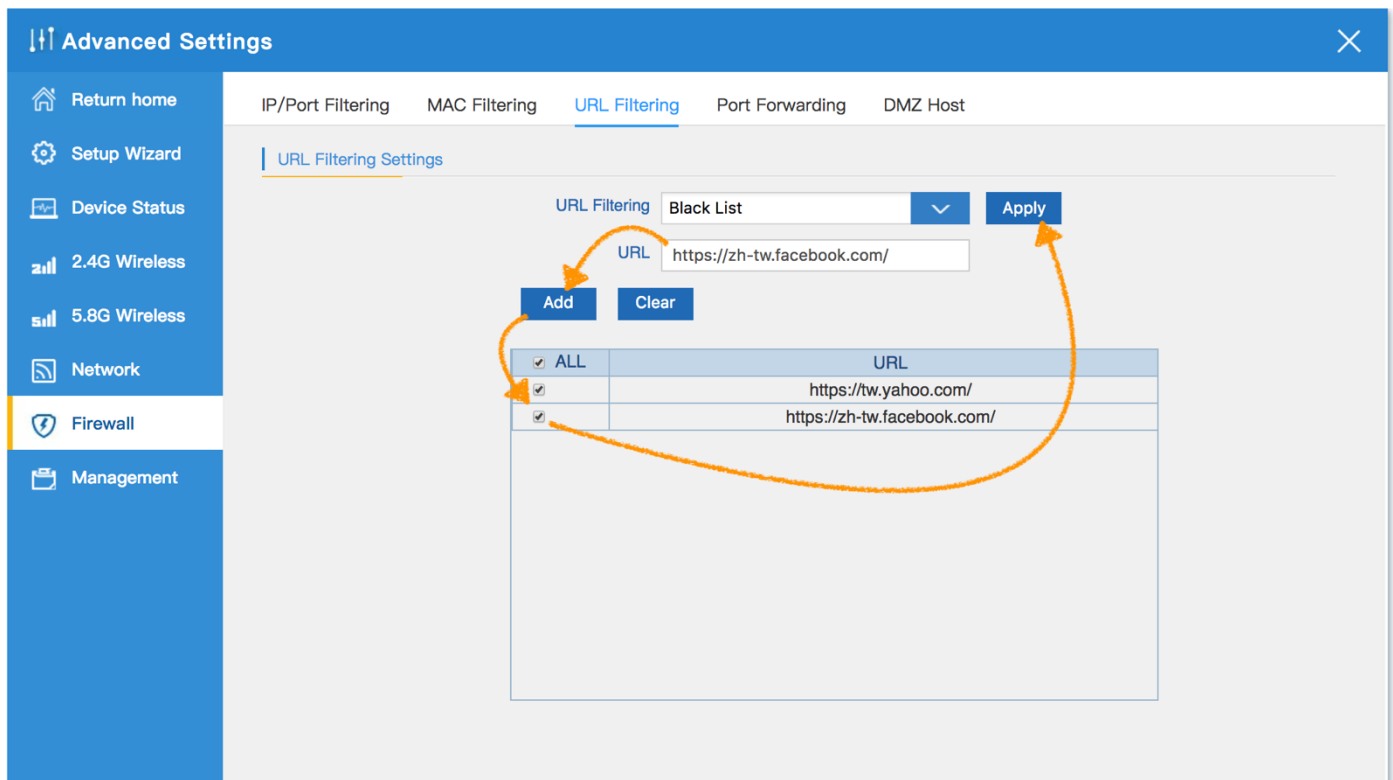 Advanced Settings
Return home
Setup Wizard
Device Status
2.4G Wireless
5.8G Wireless
Network
Firewall
Management
IP/Port Filtering MAC Filtering URL Filtering Port Forwarding DMZ Host
URL Filtering Settings
URL Filtering Black List Apply
URL https://zh-tw.facebook.com/
Add Clear
ALL URL
https://tw.yahoo.com/
https://zh-tw.facebook.com/